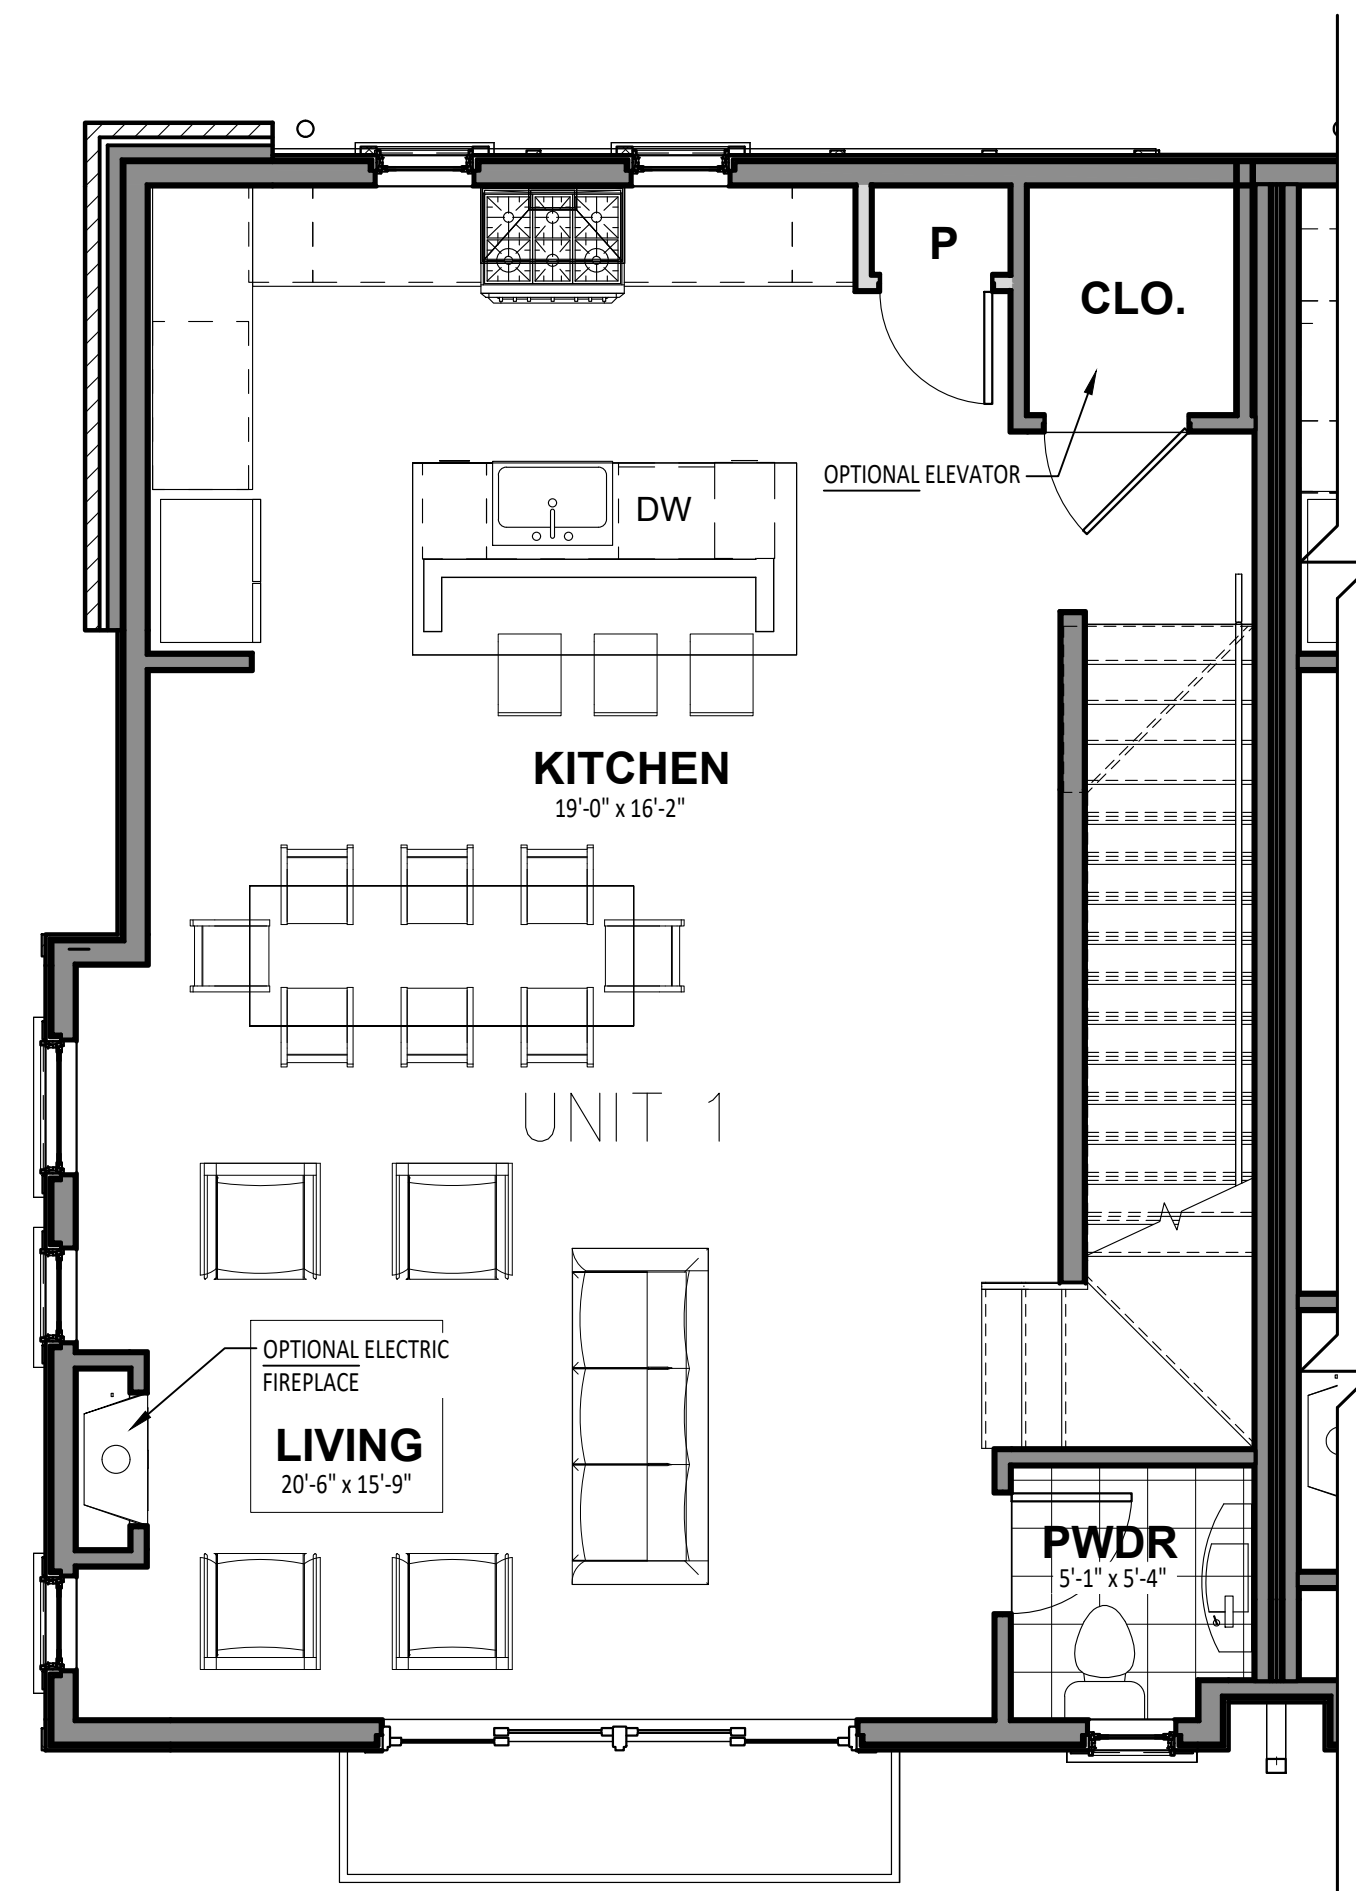 P
CLO.
OPTIONAL ELEVATOR
DW
KITCHEN
19'-0" x 16'-2"
UNIT 1
OPTIONAL ELECTRIC
FIREPLACE
LIVING
20'-6" x 15'-9"
PWDR
5'-1" x 5'-4"